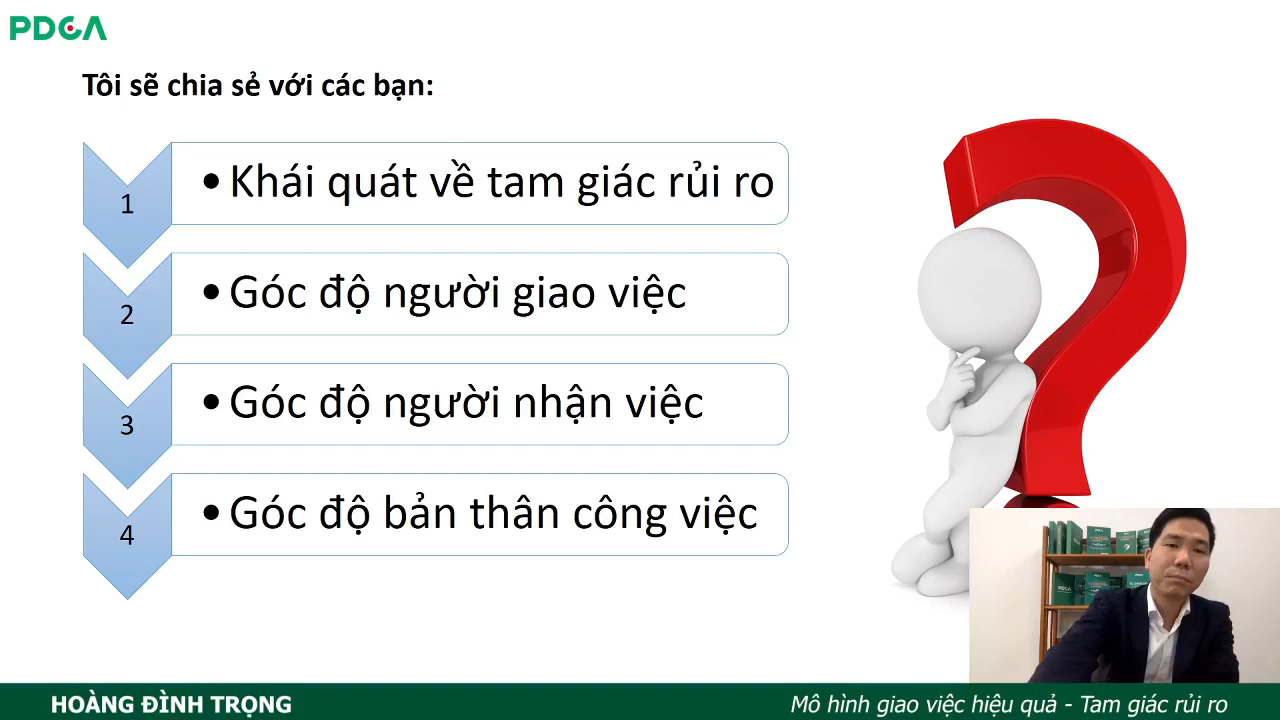 PDCA
Tôi sẽ chia sẻ với các bạn:
1
• Khái quát về tam giác rủi ro
2
• Góc độ người giao việc
3
• Góc độ người nhận việc
4
• Góc độ bản thân công việc
HOÀNG ĐÌNH TRỌNG
Mô hình giao việc hiệu quả - Tam giác rủi ro